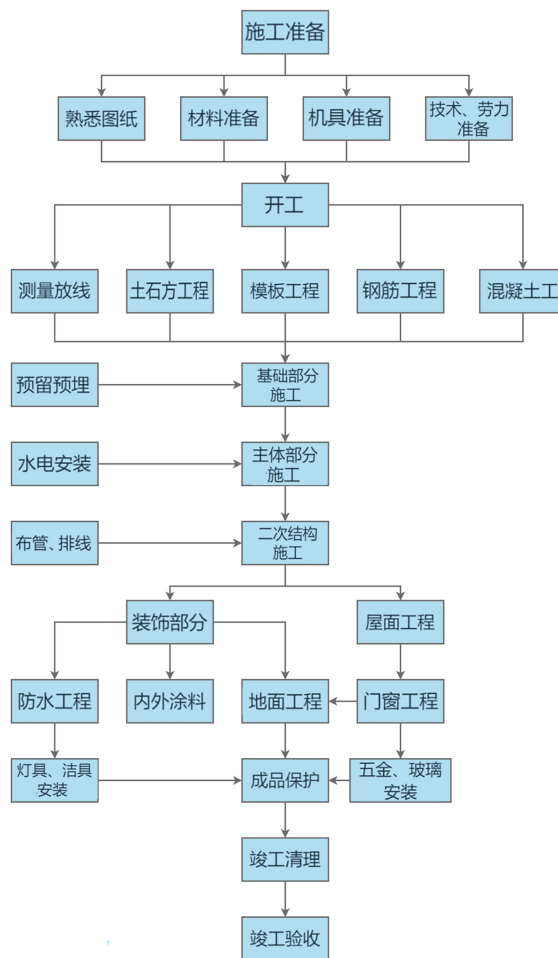 施工准备
熟悉图纸
材料准备
机具准备
技术、劳力
准备
开工
测量放线
土石方工程
模板工程
钢筋工程
混凝土工
预留预埋
基础部分
施工
水电安装
主体部分
施工
布管、排线
二次结构
施工
装饰部分
屋面工程
防水工程
内外涂料
地面工程
门窗工程
灯具、洁具
安装
成品保护
五金、玻璃
安装
竣工清理
竣工验收